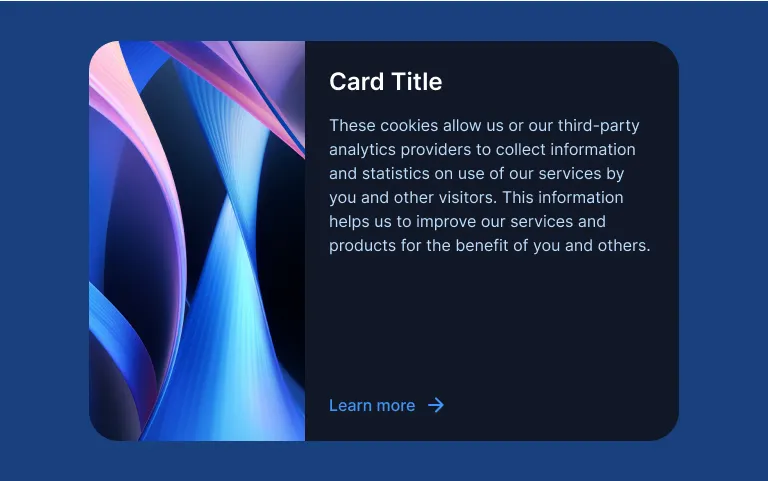 Card Title
These cookies allow us or our third-party
analytics providers to collect information
and statistics on use of our services by
you and other visitors. This information
helps us to improve our services and
products for the benefit of you and others.
Learn more